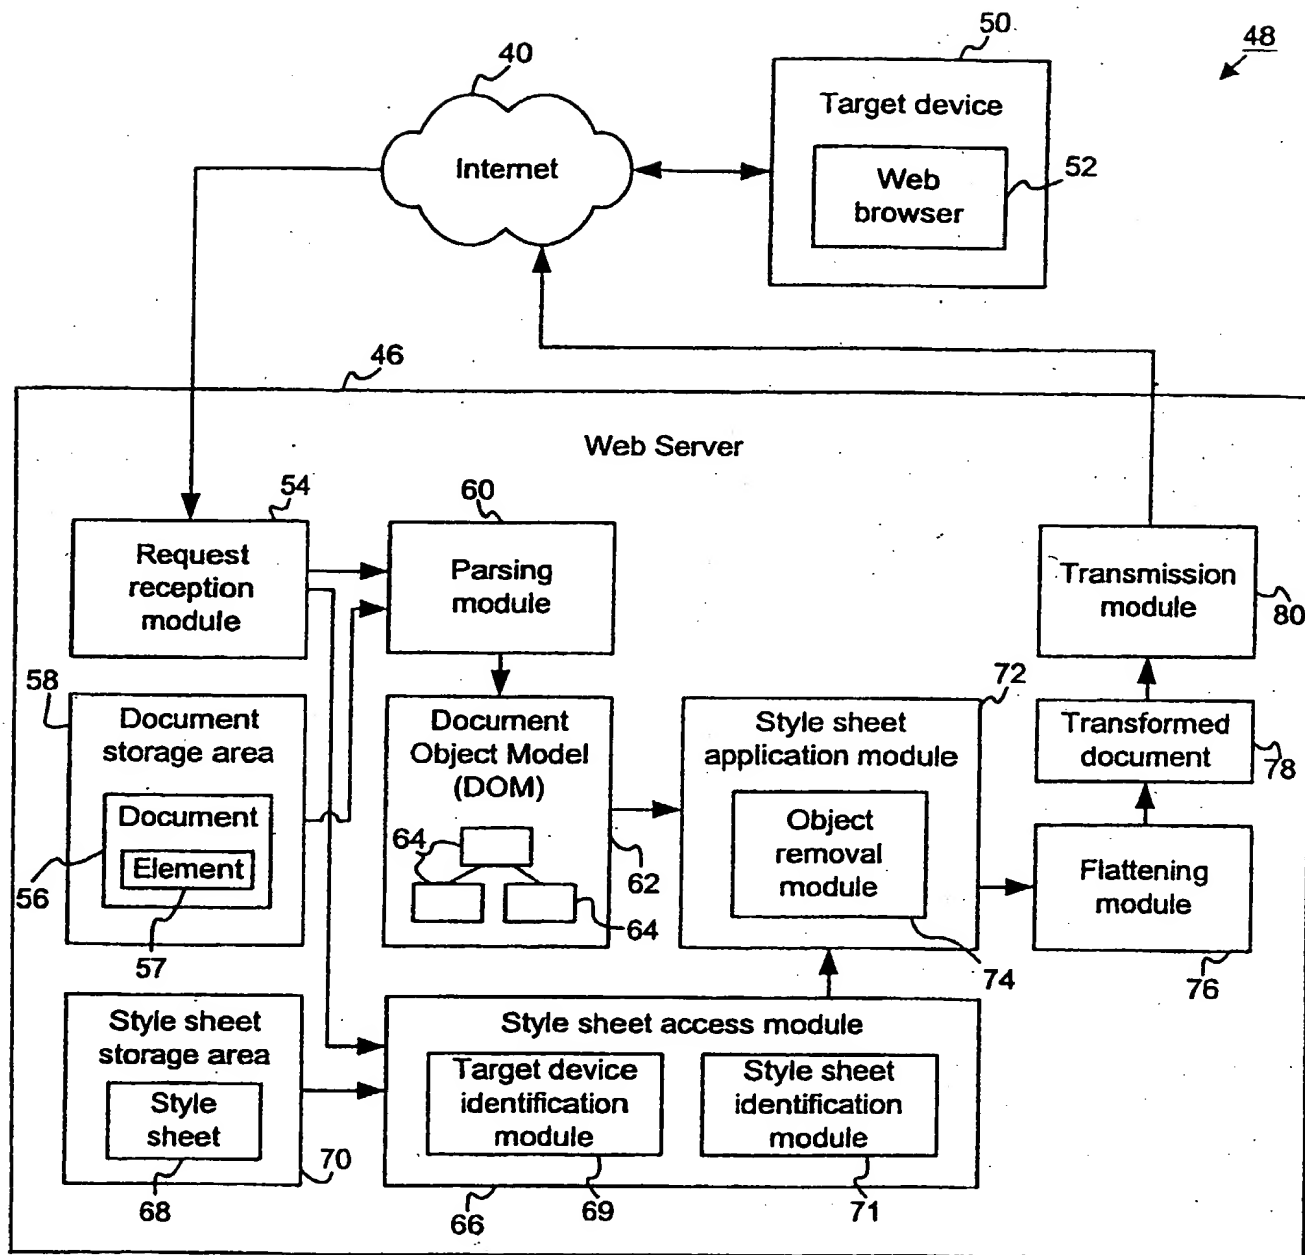 50
48
40
Target device
Internet
Web
browser
52
46
Web Server
54
60
Request
reception
module
Parsing
module
Transmission
module
80
58
72
Document
storage area
Document
Object Model
(DOM)
Style sheet
application module
Transformed
document
78
Document
Element
56
57
64
64
62
Object
removal
module
74
Flattening
module
76
Style sheet
storage area
Style
sheet
68
70
Style sheet access module
Target device
identification
module
Style sheet
identification
module
66
69
71